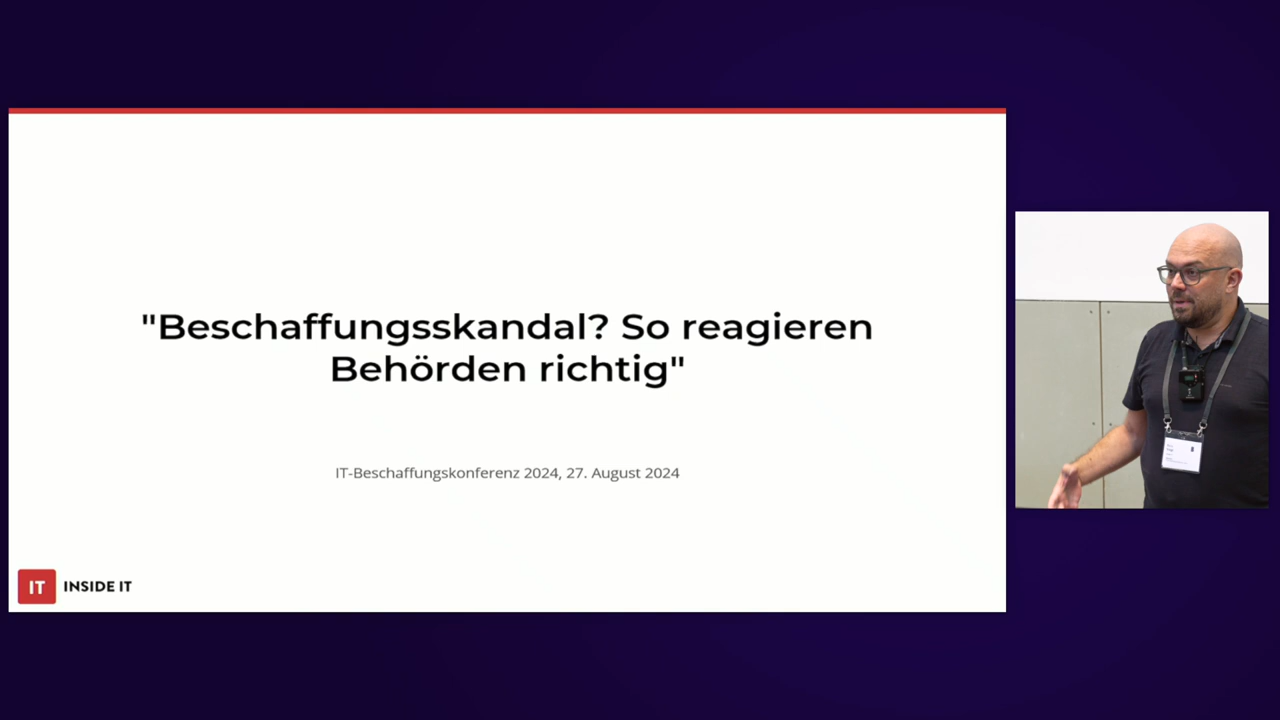 "Beschaffungsskandal? So reagieren
Behörden richtig"
IT-Beschaffungskonferenz 2024, 27. August 2024
IT INSIDE IT